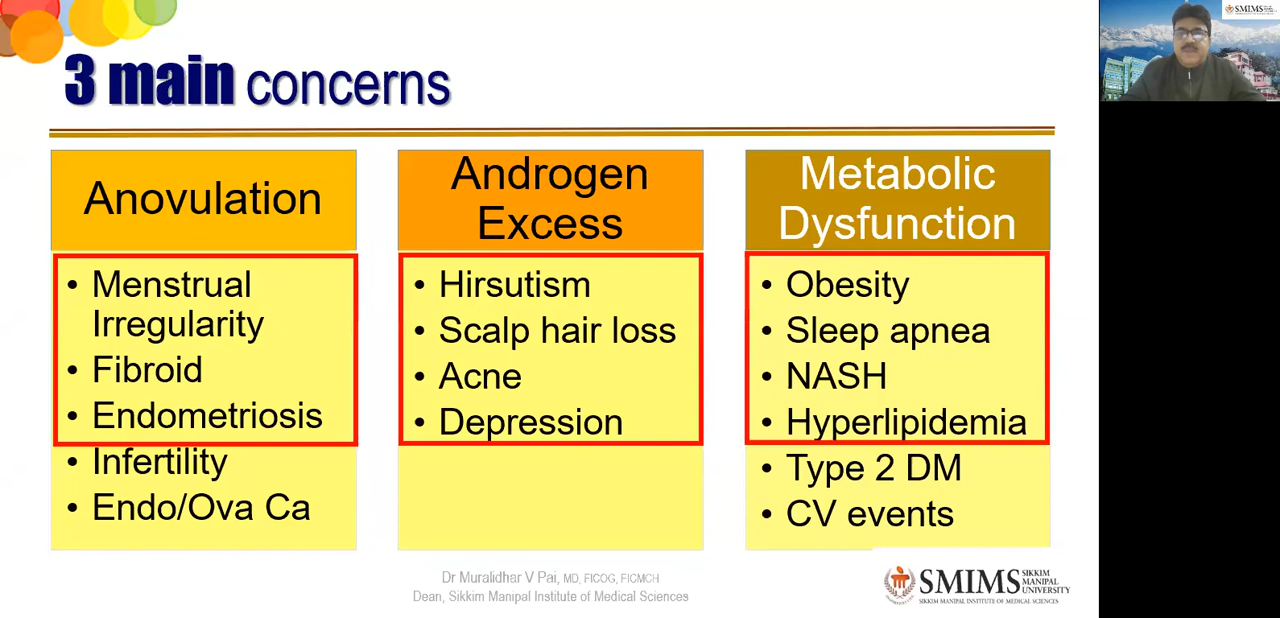 SMIMS
3 main concerns
Anovulation
• Menstrual
Irregularity
• Fibroid
• Endometriosis
• Infertility
• Endo/Ova Ca
Androgen
Excess
• Hirsutism
• Scalp hair loss
• Acne
• Depression
Metabolic
Dysfunction
• Obesity
• Sleep apnea
• NASH
• Hyperlipidemia
• Type 2 DM
• CV events
Dr Muralidhar V Pai, MD, FICOG, FICMCH
Dean, Sikkim Manipal Institute of Medical Sciences
SMIMS SIKKIM
MANIPAL
UNIVERSITY
SIKKIM MANIPAL INSTITUTE OF MEDICAL SCIENCES